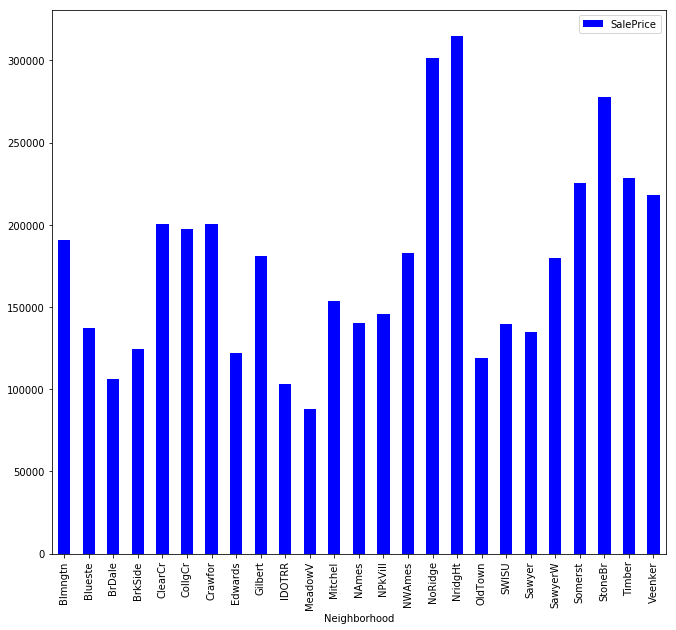 SalePrice
300000
250000
200000
150000
100000
50000
0
Blmngtn
Blueste
BrDale
BrkSide
ClearCr
CollgCr
Crawfor
Edwards
Gilbert
IDOTRR
MeadowV
Mitchel
NAmes
NPkVill
NWAmes
NoRidge
NridgHt
OldTown
SWISU
Sawyer
SawyerW
Somerst
StoneBr
Timber
Veenker
Neighborhood